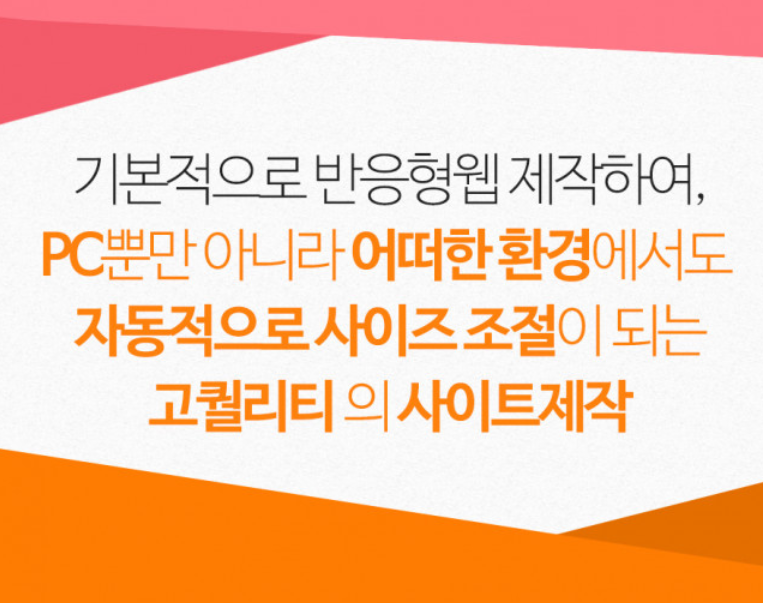 기본적으로 반응형웹 제작하여,
PC뿐만 아니라 어떠한 환경에서도
자동적으로 사이즈 조절이 되는
고퀄리티 의 사이트제작